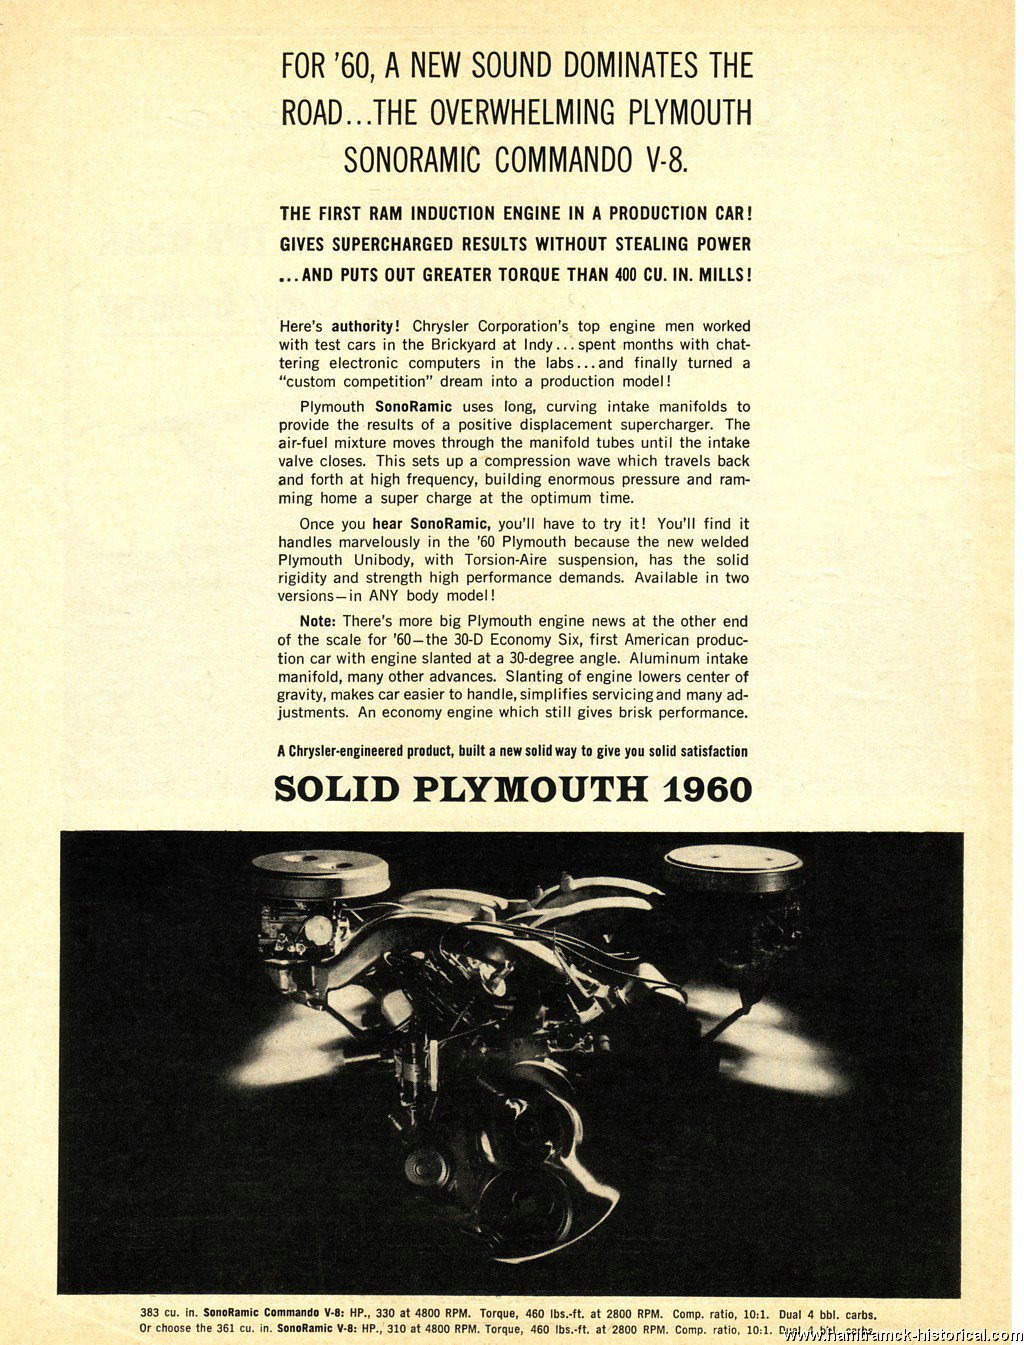 FOR '60, A NEW SOUND DOMINATES THE
ROAD...THE OVERWHELMING PLYMOUTH
SONORAMIC COMMANDO V-8.
THE FIRST RAM INDUCTION ENGINE IN A PRODUCTION CAR!
GIVES SUPERCHARGED RESULTS WITHOUT STEALING POWER
...AND PUTS OUT GREATER TORQUE THAN 400 CU. IN. MILLS!
Here's authority! Chrysler Corporation's top engine men worked
with test cars in the Brickyard at Indy...spent months with chat-
tering electronic computers in the labs...and finally turned a
"custom competition" dream into a production model!
Plymouth SonoRamic uses long, curving intake manifolds to
provide the results of a positive displacement supercharger. The
air-fuel mixture moves through the manifold tubes until the intake
valve closes. This sets up a compression wave which travels back
and forth at high frequency, building enormous pressure and ram-
ming home a super charge at the optimum time.
Once you hear SonoRamic, you'll have to try it! You'll find it
handles marvelously in the '60 Plymouth because the new welded
Plymouth Unibody, with Torsion-Aire suspension, has the solid
rigidity and strength high performance demands. Available in two
versions—in ANY body model!
Note: There's more big Plymouth engine news at the other end
of the scale for '60—the 30-D Economy Six, first American produc-
tion car with engine slanted at a 30-degree angle. Aluminum intake
manifold, many other advances. Slanting of engine lowers center of
gravity, makes car easier to handle, simplifies servicing and many ad-
justments. An economy engine which still gives brisk performance.
A Chrysler-engineered product, built a new solid way to give you solid satisfaction
SOLID PLYMOUTH 1960
383 cu. in. SonoRamic Commando V-8: HP., 330 at 4800 RPM. Torque, 460 lbs.-ft. at 2800 RPM. Comp. ratio, 10:1. Dual 4 bbl. carbs.
Or choose the 361 cu. in. SonoRamic V-8: HP., 310 at 4800 RPM. Torque, 460 lbs.-ft. at 2800 RPM. Comp. ratio, 10:1. Dual 4 bbl. carbs.
www.hamtramck-historical.com